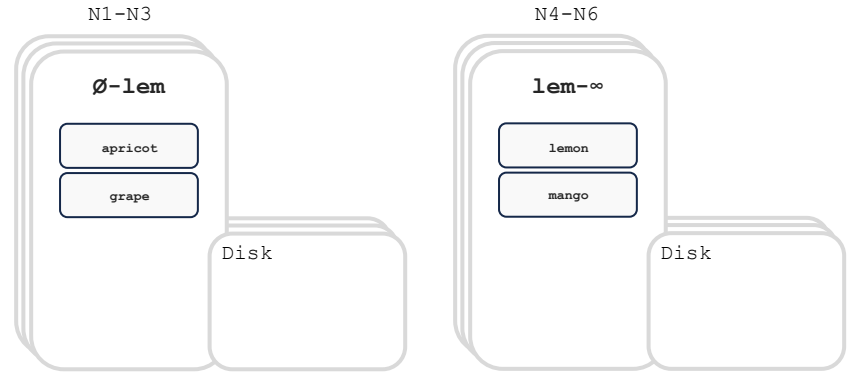 N1-N3
Ø-lem
apricot
grape
Disk
N4-N6
lem-∞
lemon
mango
Disk